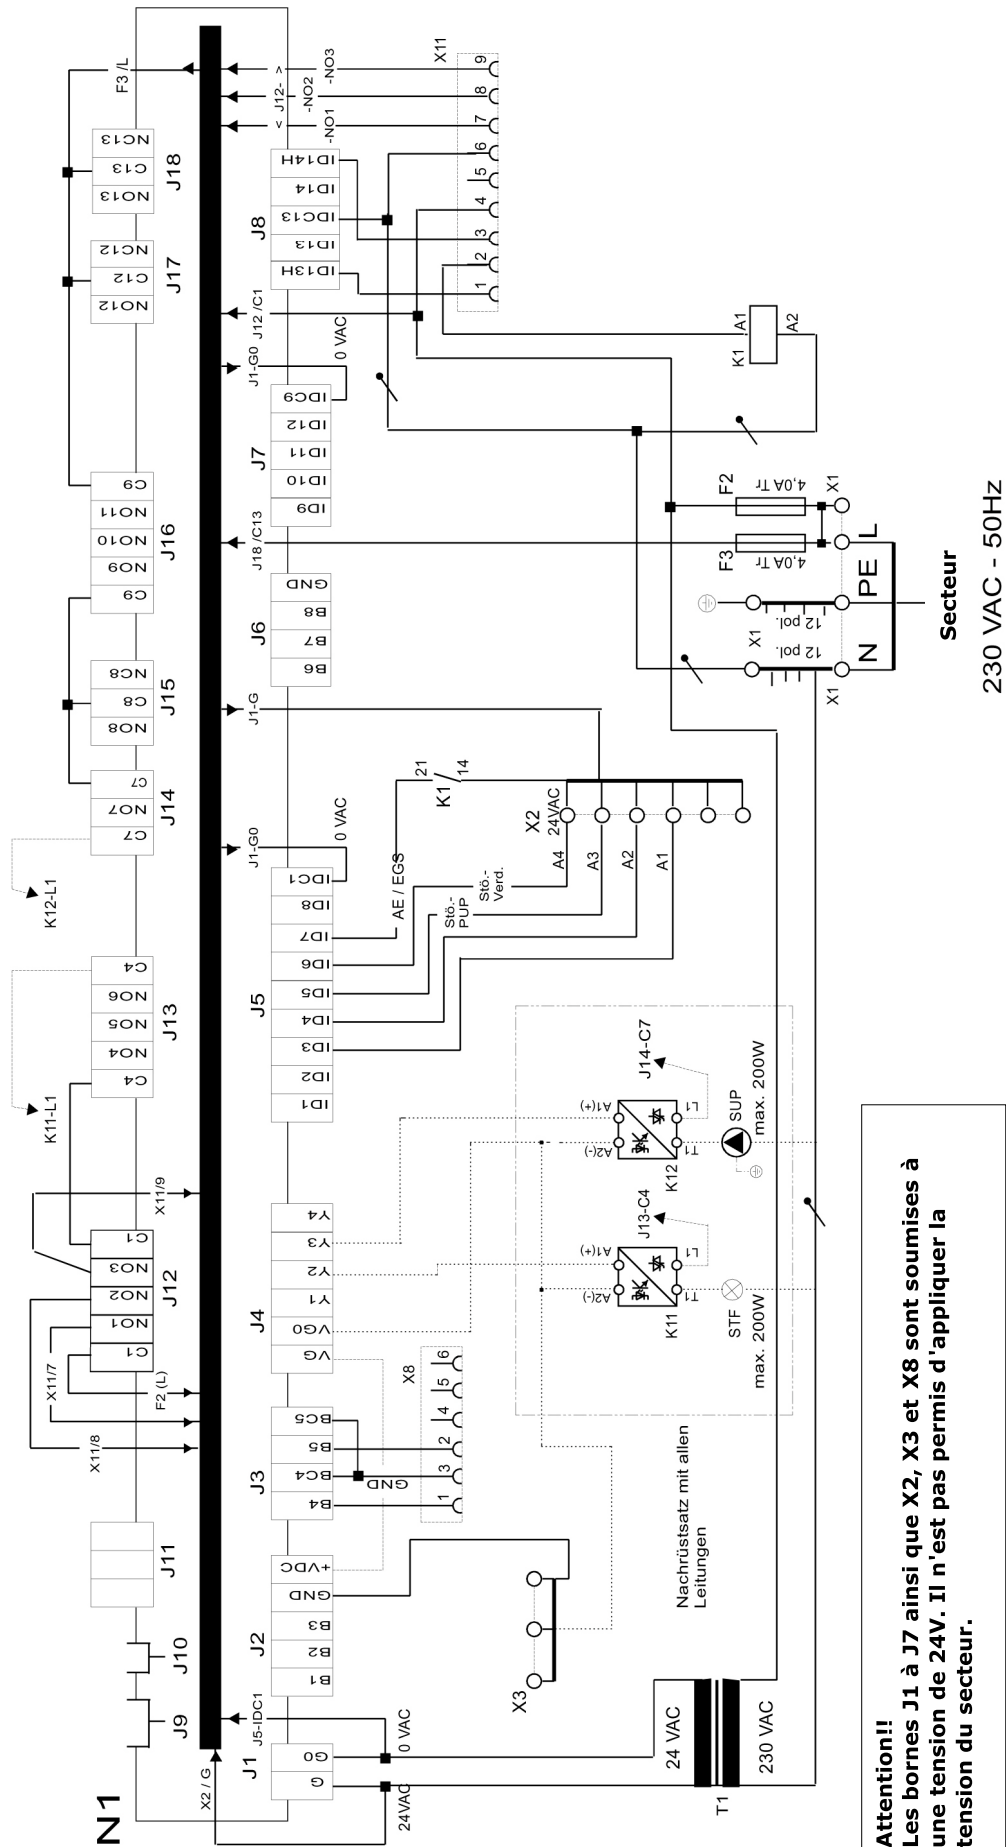 N1
J9
J10
J11
J12
C1
NO1
NO2
NO3
C1
J13
C4
NO4
NO5
NO6
C4
J14
C7
NO7
C7
J15
NO8
C8
NC8
J16
C9
NO9
NO10
NO11
C9
J17
NO12
C12
NC12
J18
NO13
C13
NC13
X11/8
X11/7
F2 (L)
X11/9
K11-L1
K12-L1
F3 /L
X2 / G
J5-IDC1
J1-G0
J1-G
J18 /C13
J1-G0
J12 /C1
J12-
-NO1
-NO2
-NO3
J1
G
G0
J2
B1
B2
B3
GND
+VDC
J3
B4
BC4
B5
BC5
J4
VG
VG0
Y1
Y2
Y3
Y4
J5
ID1
ID2
ID3
ID4
ID5
ID6
ID7
ID8
IDC1
J6
B6
B7
B8
GND
J7
ID9
ID10
ID11
ID12
IDC9
J8
ID13H
ID13
IDC13
ID14
ID14H
24VAC
0 VAC
0 VAC
0 VAC
GND
X8
1
3
2
4
5
6
X11
1
2
3
4
5
6
7
8
9
AE / EGS
Stö.-
PUP
Stö.-
Verd.
K1
21
14
X2
24VAC
A4
A3
A2
A1
K1
A1
A2
X3
Nachrüstsatz mit allen
Leitungen
K11
A2(-)
A1(+)
T1
L1
J13-C4
STF
max. 200W
K12
A2(-)
A1(+)
T1
L1
J14-C7
SUP
max. 200W
T1
24 VAC
230 VAC
X1
12 pol.
12 pol.
X1
N
PE
L
F3
4,0A Tr
F2
4,0A Tr
X1
Secteur
230 VAC - 50Hz
Attention!!
Les bornes J1 à J7 ainsi que X2, X3 et X8 sont soumises à
une tension de 24V. Il n'est pas permis d'appliquer la
tension du secteur.